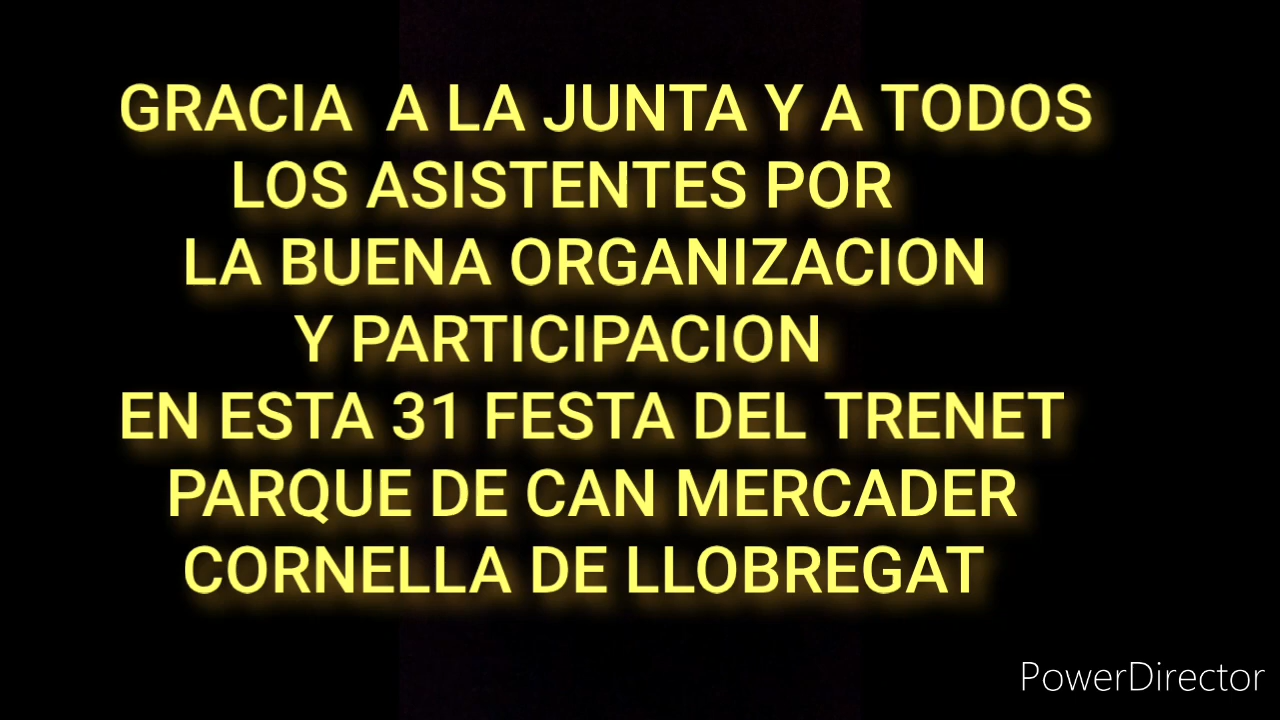 GRACIA A LA JUNTA Y A TODOS
LOS ASISTENTES POR
LA BUENA ORGANIZACION
Y PARTICIPACION
EN ESTA 31 FESTA DEL TRENET
PARQUE DE CAN MERCADER
CORNELLA DE LLOBREGAT
PowerDirector